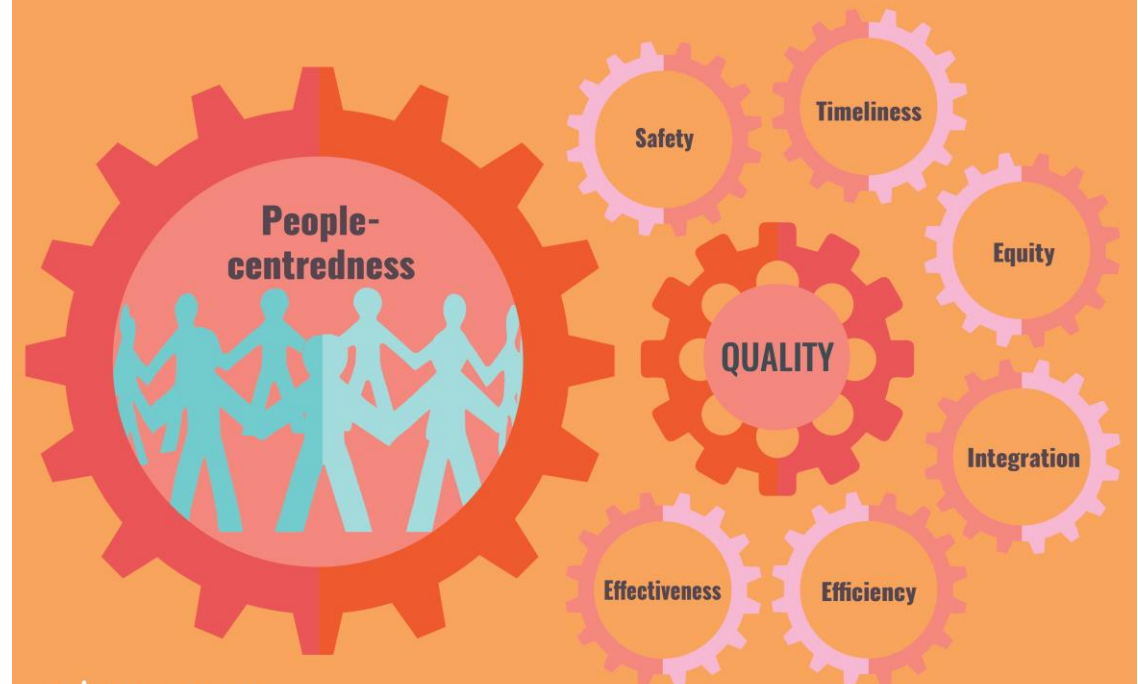 People-
centredness
Safety
Timeliness
Equity
QUALITY
Integration
Effectiveness
Efficiency